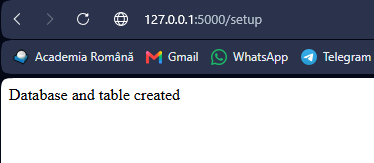 127.0.0.1:5000/setup
Academia Română Gmail WhatsApp Telegram
Database and table created